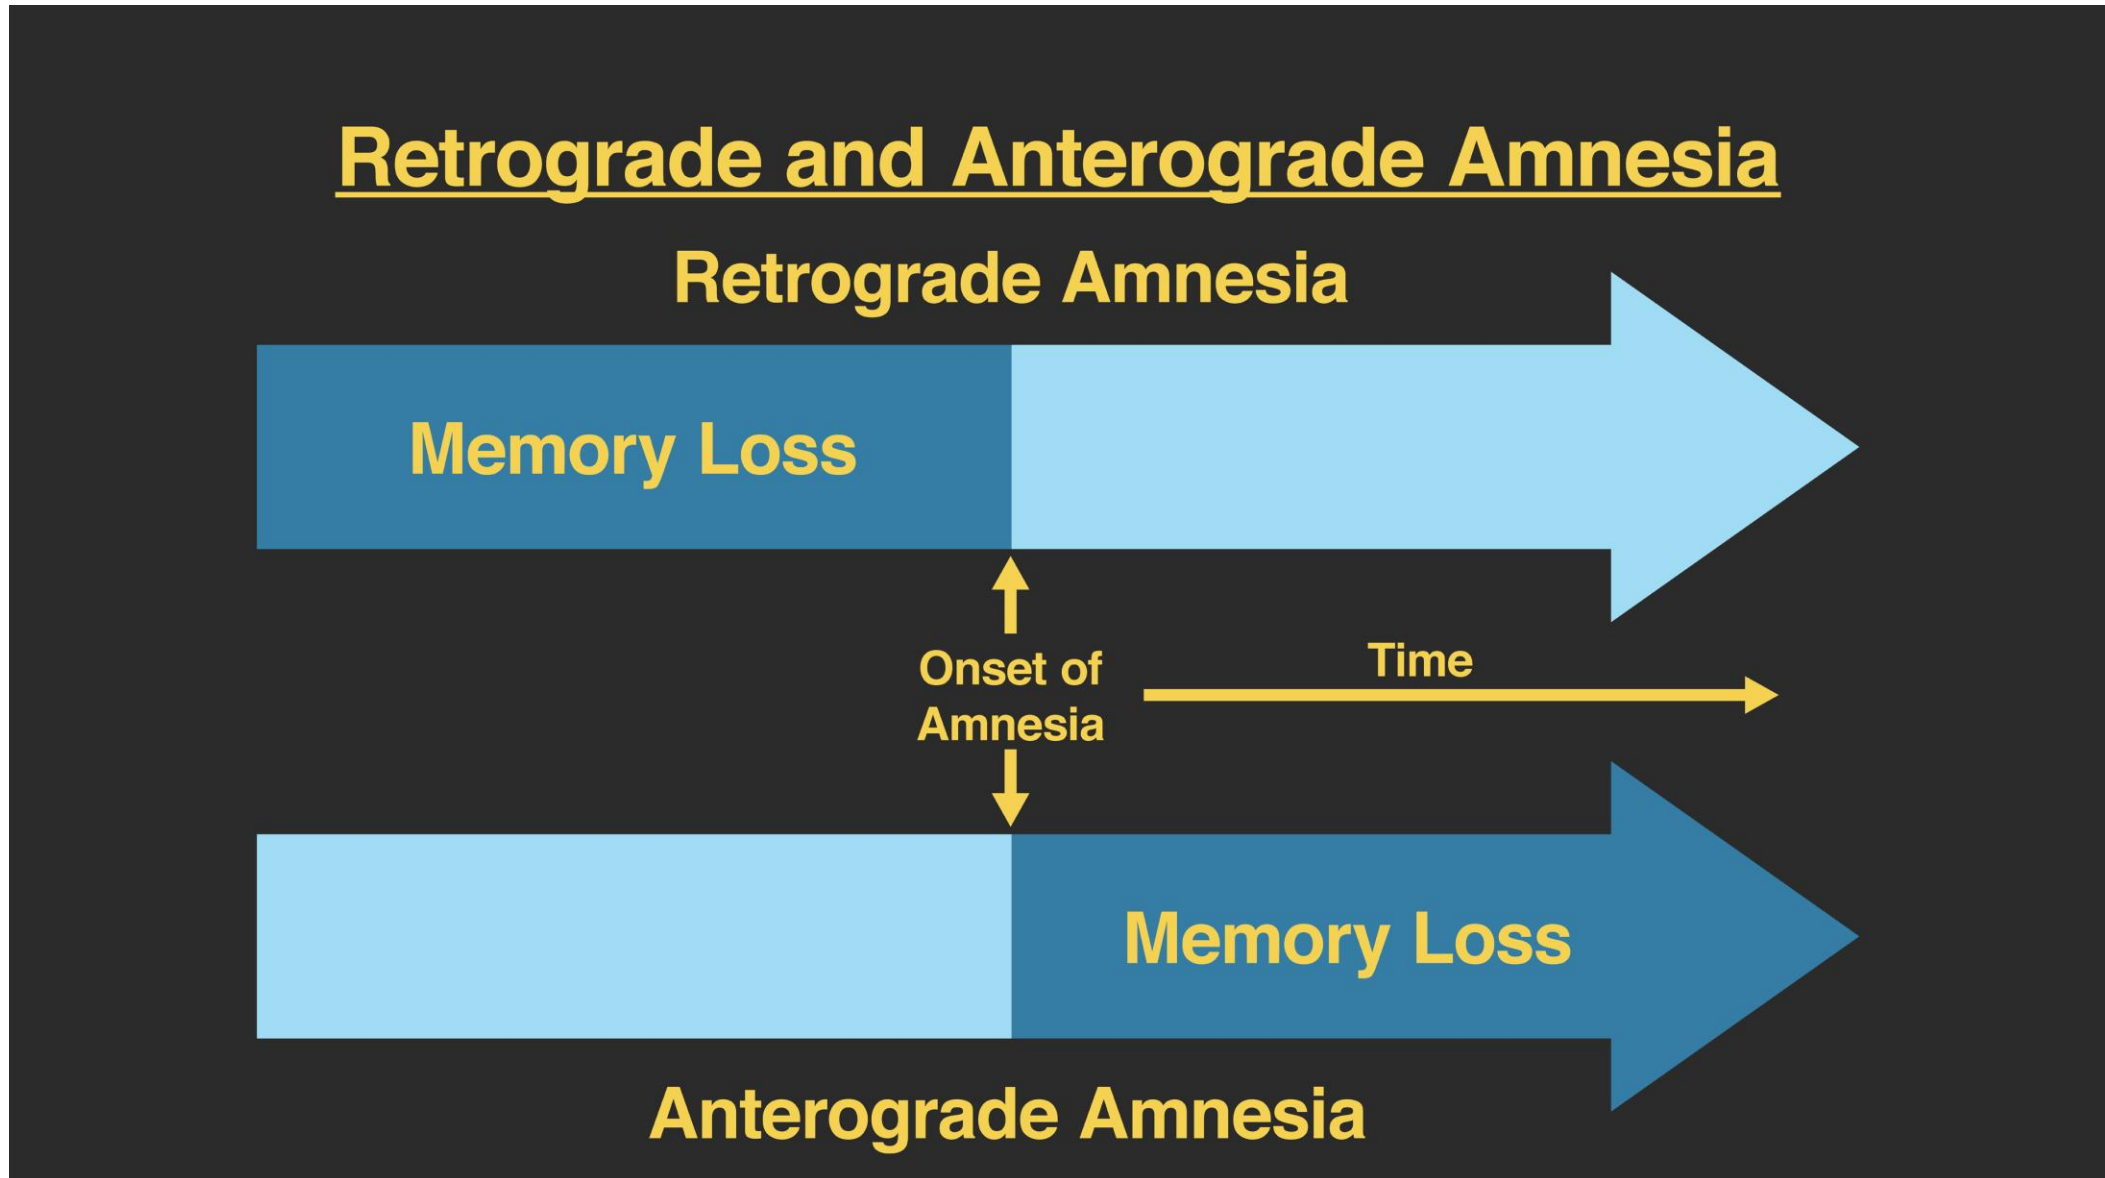 Retrograde and Anterograde Amnesia
Retrograde Amnesia
Memory Loss
Onset of
Amnesia
Time
Memory Loss
Anterograde Amnesia